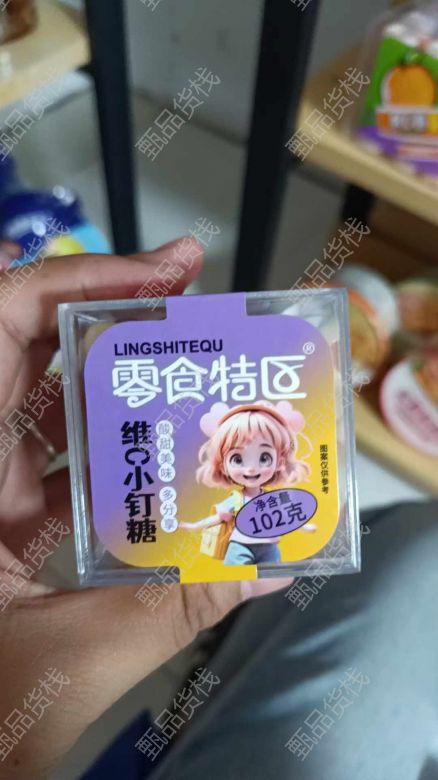 LINGSHITEQU
零食特区®
维C小钉糖
酸甜美味
多分享
图案仅供参考
净含量
102克
甄品货栈